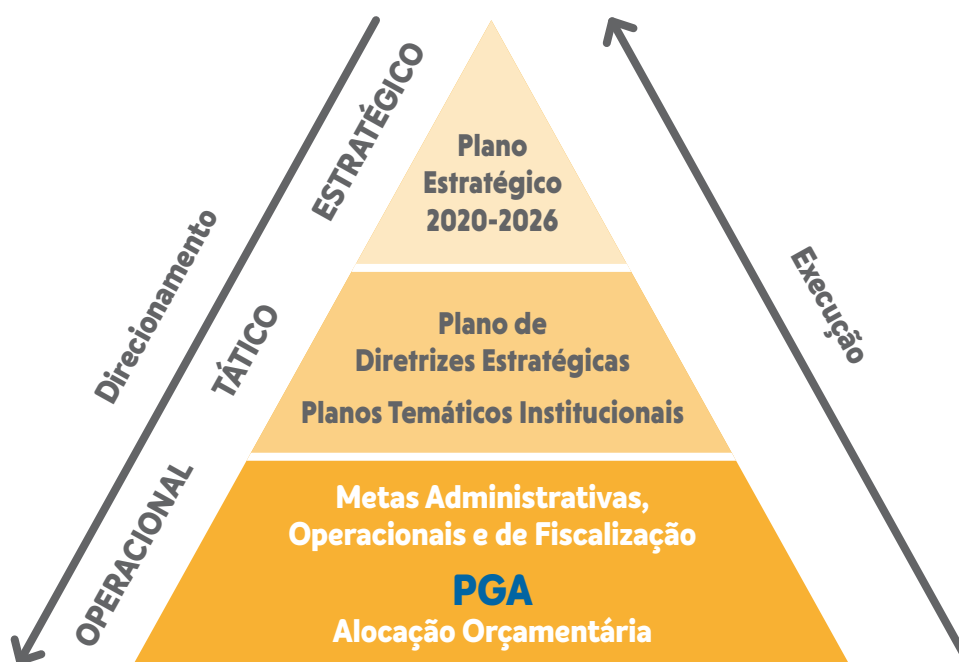 Direcionamento
ESTRATÉGICO
TÁTICO
OPERACIONAL
Plano
Estratégico
2020-2026
Plano de
Diretrizes Estratégicas
Planos Temáticos Institucionais
Metas Administrativas,
Operacionais e de Fiscalização
PGA
Alocação Orçamentária
Execução